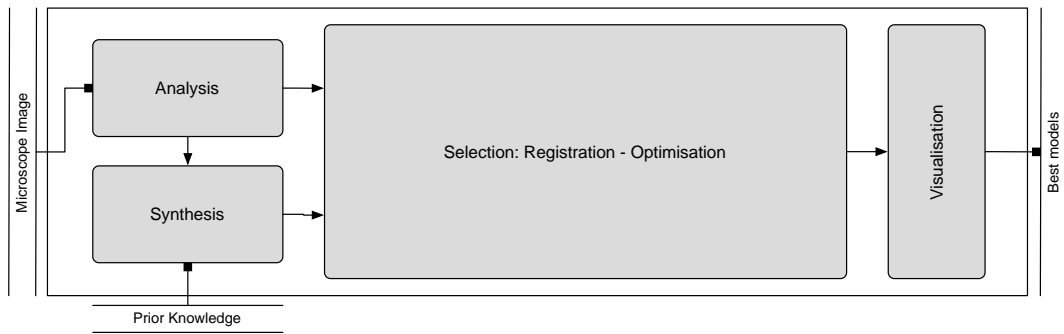 Microscope Image
Analysis
Synthesis
Prior Knowledge
Selection: Registration - Optimisation
Visualisation
Best models